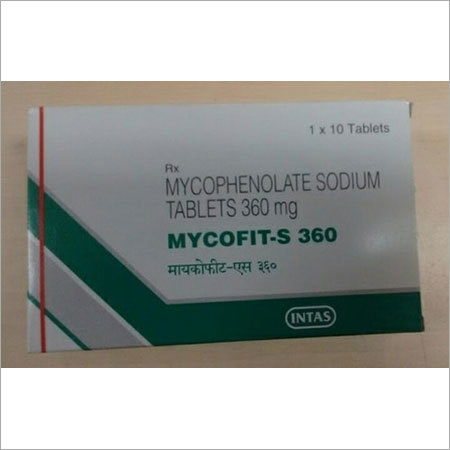 1 x 10 Tablets
Rx
MYCOPHENOLATE SODIUM
TABLETS 360 mg
MYCOFIT-S 360
मायकोफीट-एस ३६०
INTAS